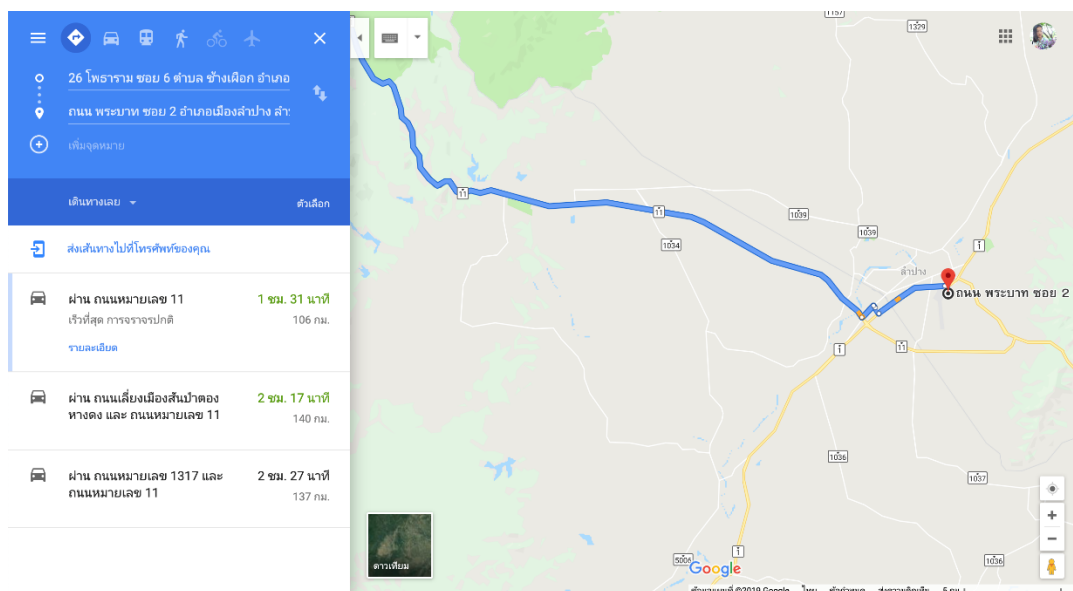 26 โพธาราม ซอย 6 ตำบล ช้างเผือก อำเภอ
ถนน พระบาท ซอย 2 อำเภอเมืองลำปาง
เพิ่มจุดหมาย
เดินทางเลย
ตัวเลือก
ส่งเส้นทางไปที่โทรศัพท์ของคุณ
ผ่าน ถนนหมายเลข 11 1 ชม. 31 นาที
เร็วที่สุด การจราจรปกติ 106 กม.
รายละเอียด
ผ่าน ถนนเลี่ยงเมืองสันป่าตอง 2 ชม. 17 นาที
หางดง และ ถนนหมายเลข 11 140 กม.
ผ่าน ถนนหมายเลข 1317 และ 2 ชม. 27 นาที
ถนนหมายเลข 11 137 กม.
1157
1329
11
11
1039
1039
1034
1
ลำปาง
ถนน พระบาท ซอย 2
1
11
1036
1037
1
1036
ดาวเทียม
Google